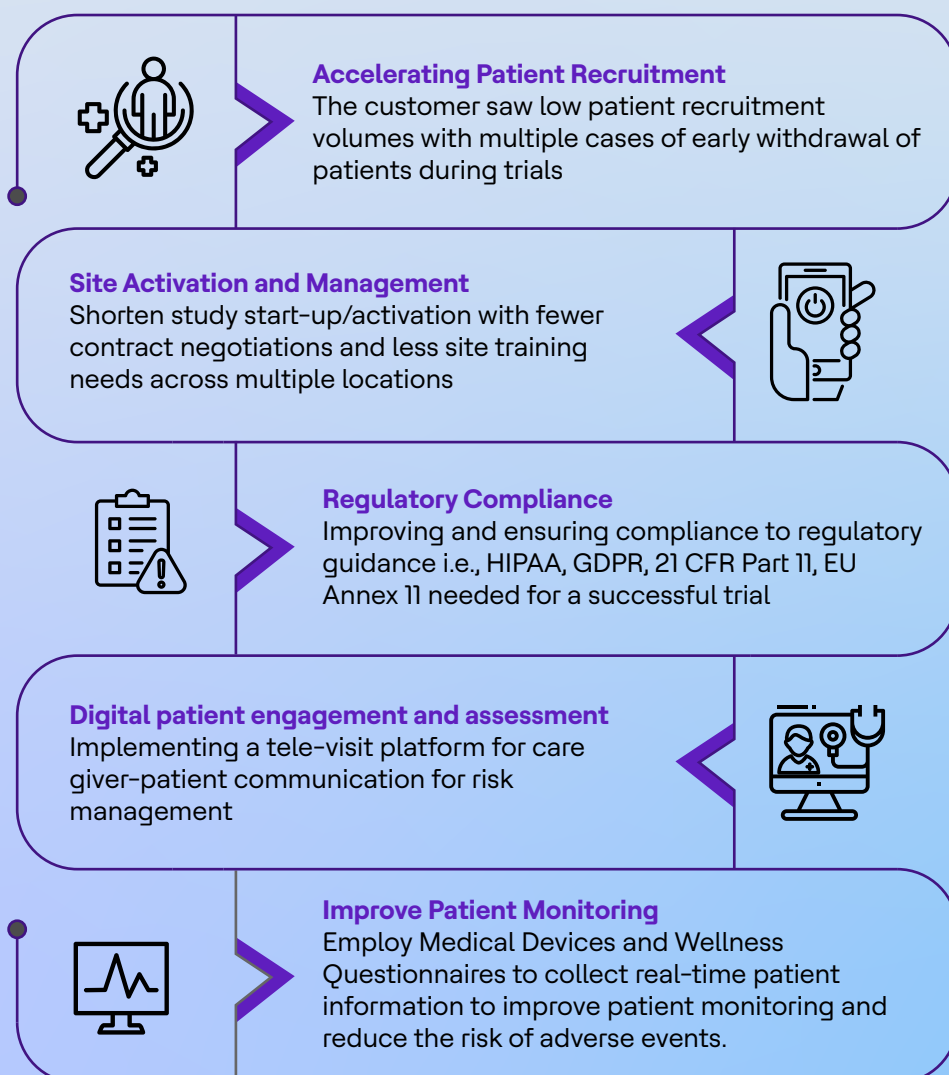 Accelerating Patient Recruitment
The customer saw low patient recruitment
volumes with multiple cases of early withdrawal of
patients during trials
Site Activation and Management
Shorten study start-up/activation with fewer
contract negotiations and less site training
needs across multiple locations
Regulatory Compliance
Improving and ensuring compliance to regulatory
guidance i.e., HIPAA, GDPR, 21 CFR Part 11, EU
Annex 11 needed for a successful trial
Digital patient engagement and assessment
Implementing a tele-visit platform for care
giver-patient communication for risk
management
Improve Patient Monitoring
Employ Medical Devices and Wellness
Questionnaires to collect real-time patient
information to improve patient monitoring and
reduce the risk of adverse events.